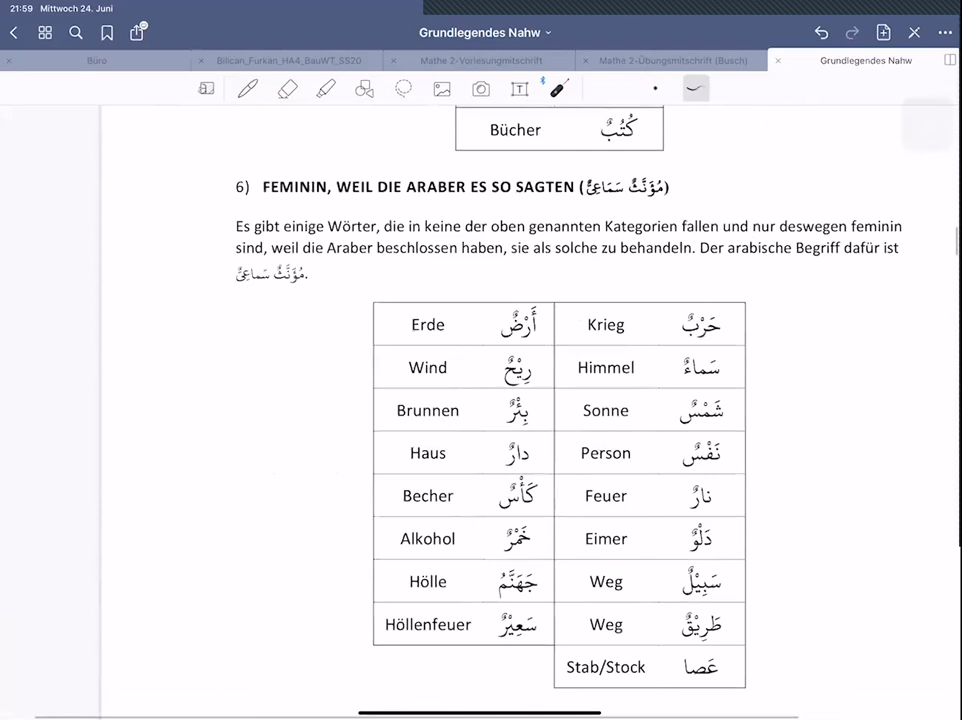 21:59 Mittwoch 24. Juni
Grundlegendes Nahw
Büro
Bilican_Furkan_HA4_BauWT_SS20
Mathe 2-Vorlesungmitschrift
Mathe 2-Übungsmitschrift (Busch)
Grundlegendes Nahw
Bücher كُتُبٌ
6) FEMININ, WEIL DIE ARABER ES SO SAGTEN (مُؤَنَّثٌ سَمَاعِيٌّ)
Es gibt einige Wörter, die in keine der oben genannten Kategorien fallen und nur deswegen feminin
sind, weil die Araber beschlossen haben, sie als solche zu behandeln. Der arabische Begriff dafür ist
مُؤَنَّثٌ سَماعِيٌّ.
Erde أَرْضٌ Krieg حَرْبٌ
Wind رِيْحٌ Himmel سَماءٌ
Brunnen بِئْرٌ Sonne شَمْسٌ
Haus دارٌ Person نَفْسٌ
Becher كَأْسٌ Feuer نارٌ
Alkohol خَمْرٌ Eimer دَلْوٌ
Hölle جَهَنَّمُ Weg سَبِيْلٌ
Höllenfeuer سَعِيْرٌ Weg طَرِيْقٌ
Stab/Stock عَصا